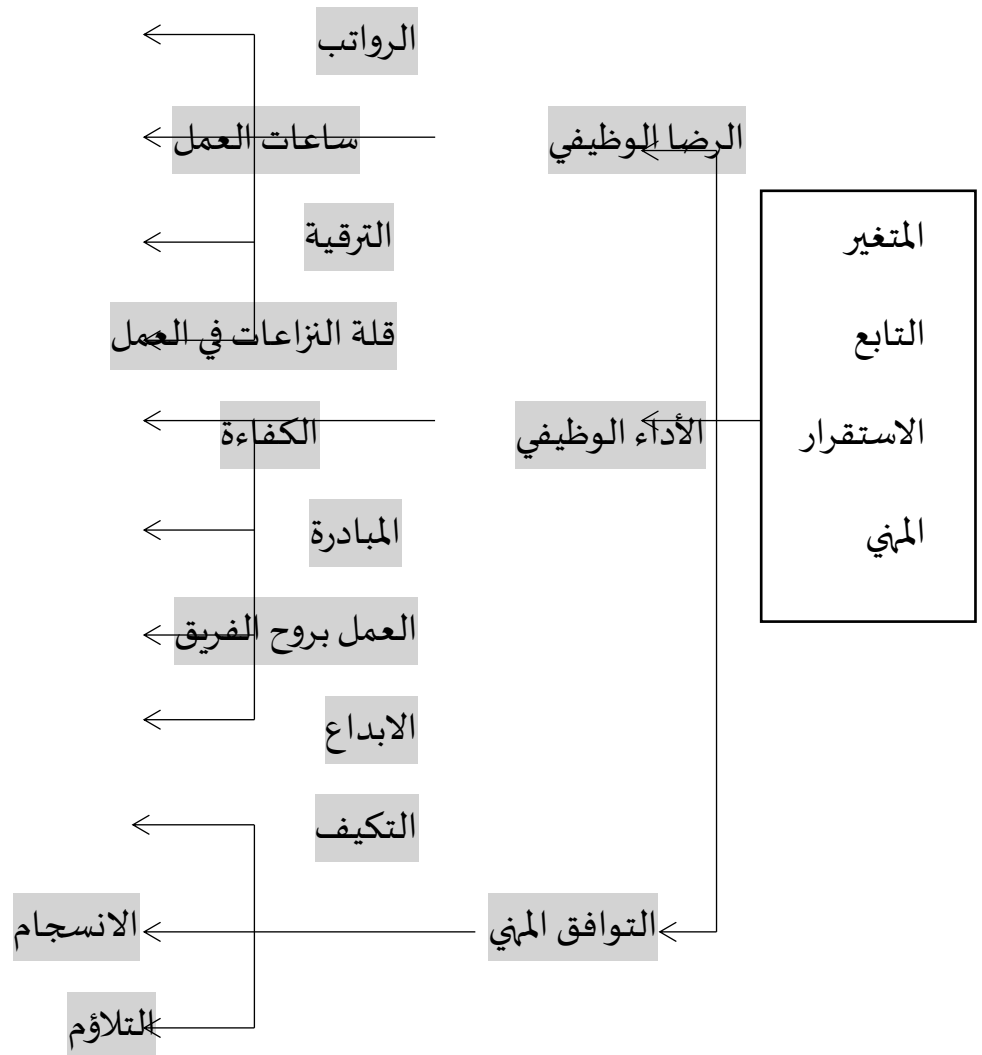 الرواتب
ساعات العمل
الرضا الوظيفي
المتغير
الترقية
التابع
قلة النزاعات في العمل
الاستقرار
الأداء الوظيفي
الكفاءة
المهني
المبادرة
العمل بروح الفريق
الابداع
التكيف
التوافق المهني
الانسجام
التلاؤم